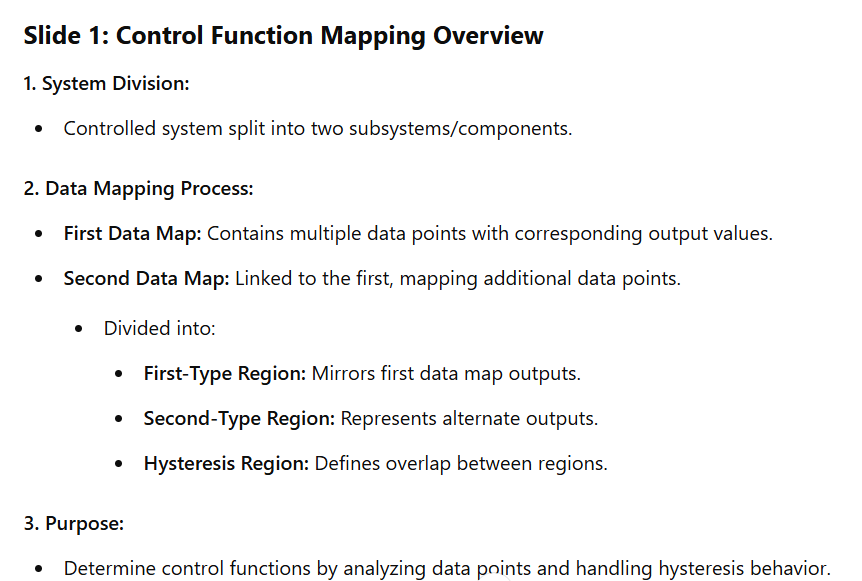 Slide 1: Control Function Mapping Overview
1. System Division:
• Controlled system split into two subsystems/components.
2. Data Mapping Process:
• First Data Map: Contains multiple data points with corresponding output values.
• Second Data Map: Linked to the first, mapping additional data points.
• Divided into:
• First-Type Region: Mirrors first data map outputs.
• Second-Type Region: Represents alternate outputs.
• Hysteresis Region: Defines overlap between regions.
3. Purpose:
• Determine control functions by analyzing data points and handling hysteresis behavior.